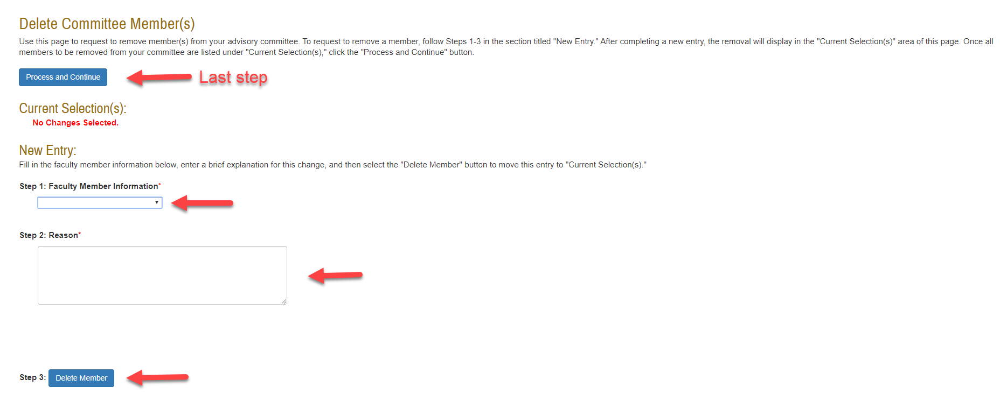 Delete Committee Member(s)
Use this page to request to remove member(s) from your advisory committee. To request to remove a member, follow Steps 1-3 in the section titled "New Entry." After completing a new entry, the removal will display in the "Current Selection(s)" area of this page. Once all
members to be removed from your committee are listed under "Current Selection(s)," click the "Process and Continue" button.
Process and Continue Last step
Current Selection(s):
No Changes Selected.
New Entry:
Fill in the faculty member information below, enter a brief explanation for this change, and then select the "Delete Member" button to move this entry to "Current Selection(s)."
Step 1: Faculty Member Information*
Step 2: Reason*
Step 3: Delete Member